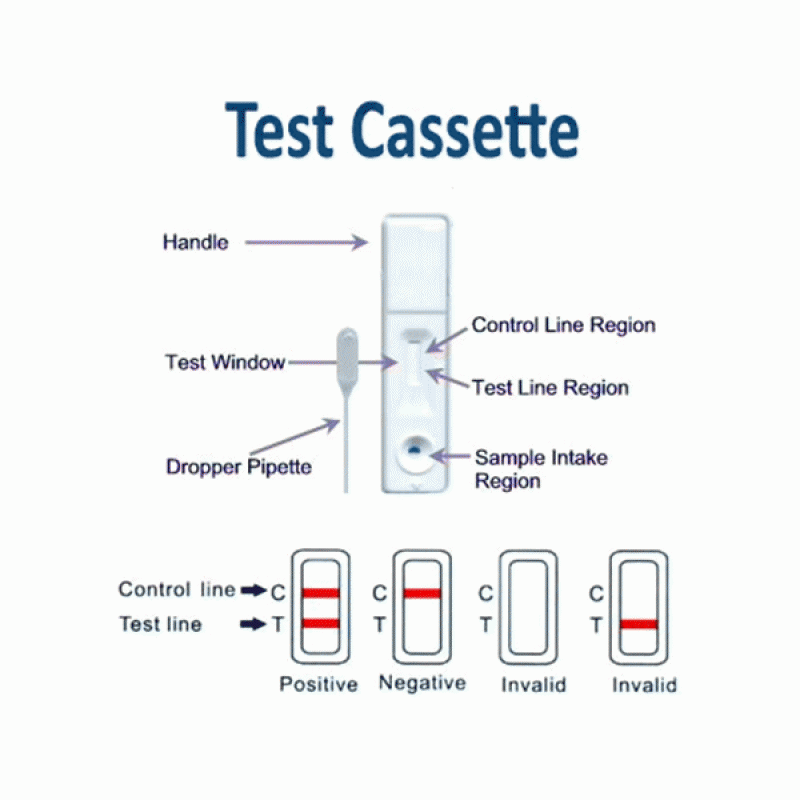 Test Cassette
Handle
Control Line Region
Test Window
Test Line Region
Dropper Pipette
Sample Intake
Region
Control line C C C C
Test line T T T T
Positive Negative Invalid Invalid